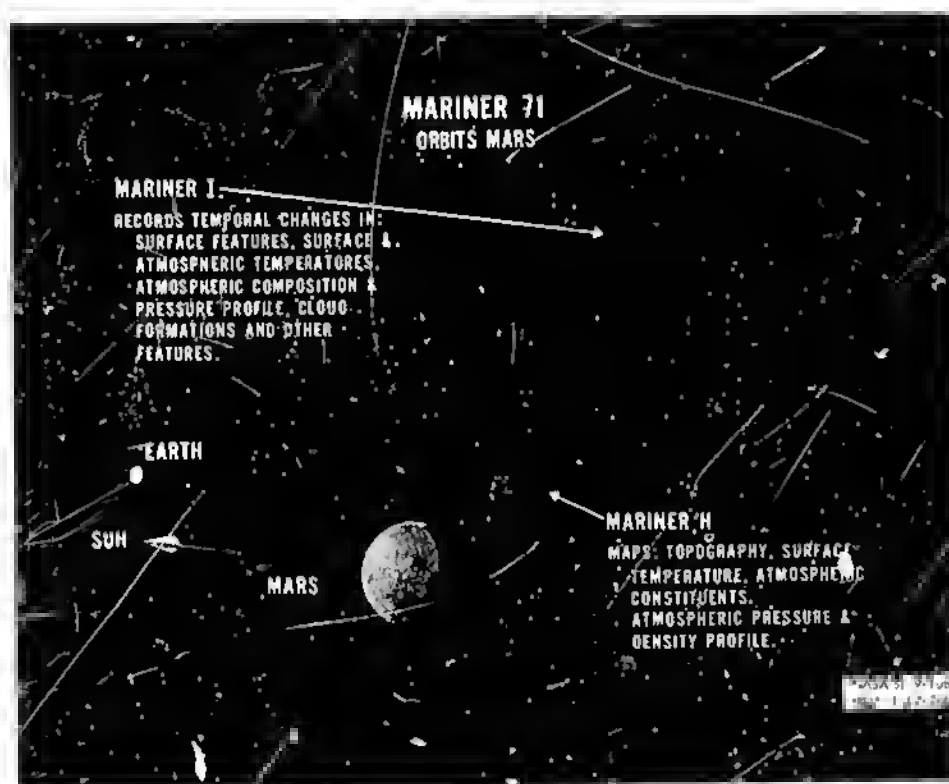 MARINER 71
ORBITS MARS
MARINER I
RECORDS TEMPORAL CHANGES IN:
SURFACE FEATURES, SURFACE &
ATMOSPHERIC TEMPERATORES,
ATMOSPHERIC COMPOSITION &
PRESSURE PROFILE, CLOUD
FORMATIONS AND OTHER
FEATURES.
EARTH
SUN
MARS
MARINER H
MAPS: TOPOGRAPHY, SURFACE
TEMPERATURE, ATMOSPHERIC
CONSTITUENTS,
ATMOSPHERIC PRESSURE &
DENSITY PROFILE.